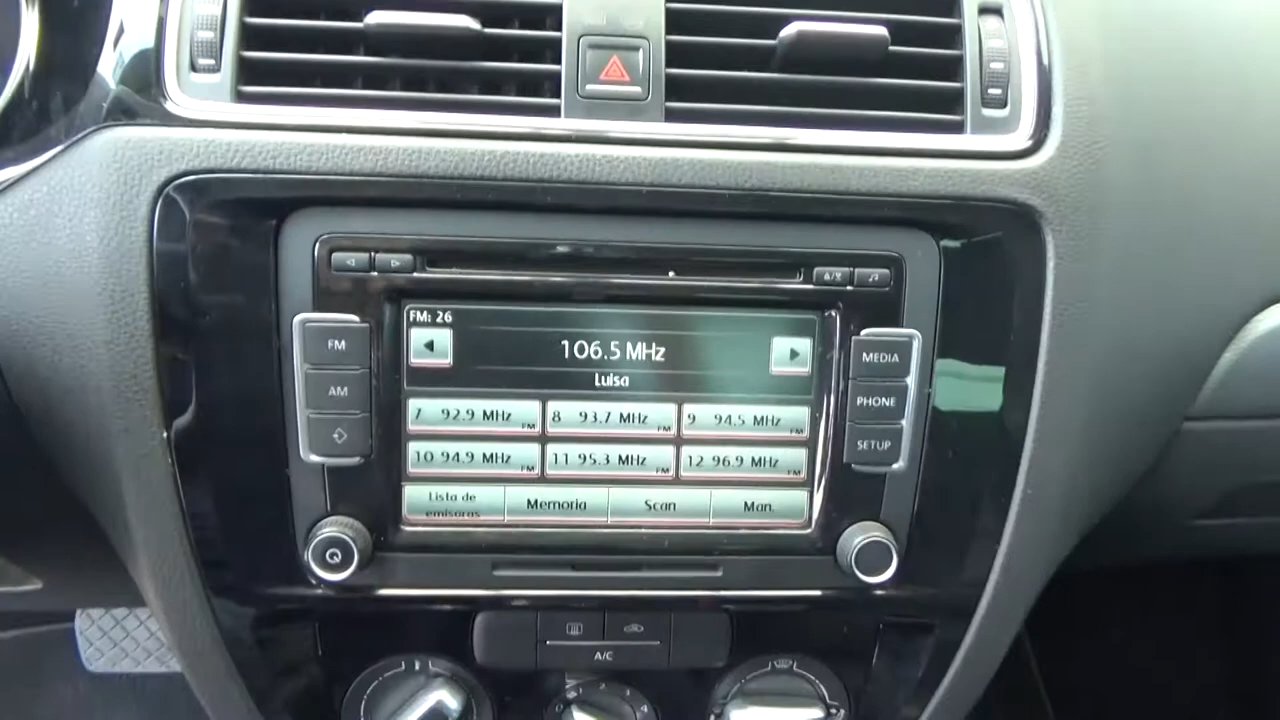 FM: 26
FM
106.5 MHz
MEDIA
Luisa
AM
PHONE
7 92.9 MHz FM
8 93.7 MHz FM
9 94.5 MHz FM
SETUP
10 94.9 MHz FM
11 95.3 MHz FM
12 96.9 MHz FM
Lista de
emisoras
Memoria
Scan
Man.
A/C
0
4